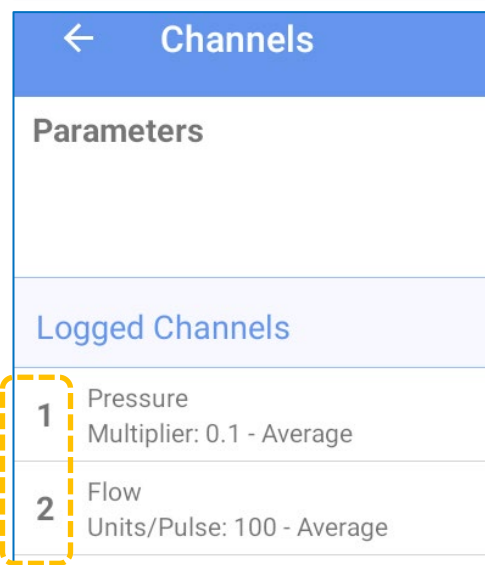 ← Channels
Parameters
Logged Channels
1
Pressure
Multiplier: 0.1 - Average
2
Flow
Units/Pulse: 100 - Average